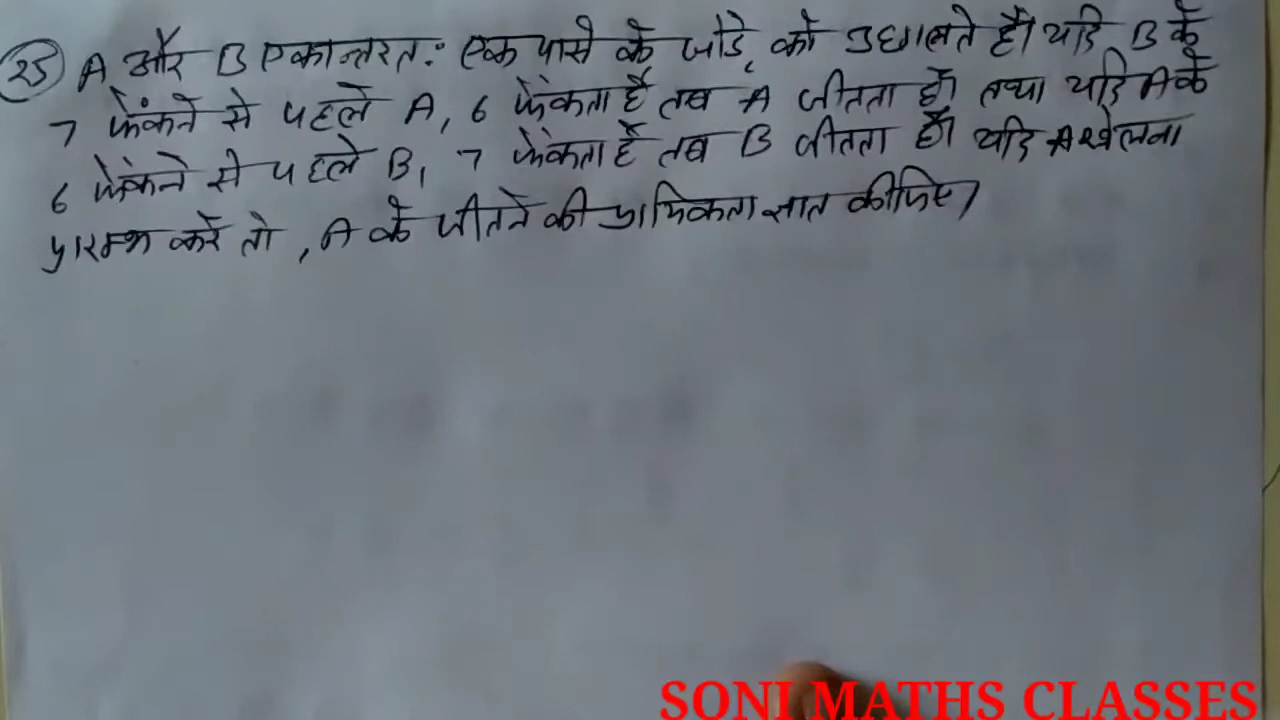 25 A और B एकान्तरत: एक पासे के जोडे, को उछालते है। यदि B के
7 फेंकने से पहले A, 6 फेंकता है तब A जीतता है। तथा यदि A के
6 फेंकने से पहले B, 7 फेंकता है तब B जीतता है। यदि A खेलना
प्रारम्भ करें तो, A के जीतने की प्रायिकता ज्ञात कीजिए।
SONI MATHS CLASSES